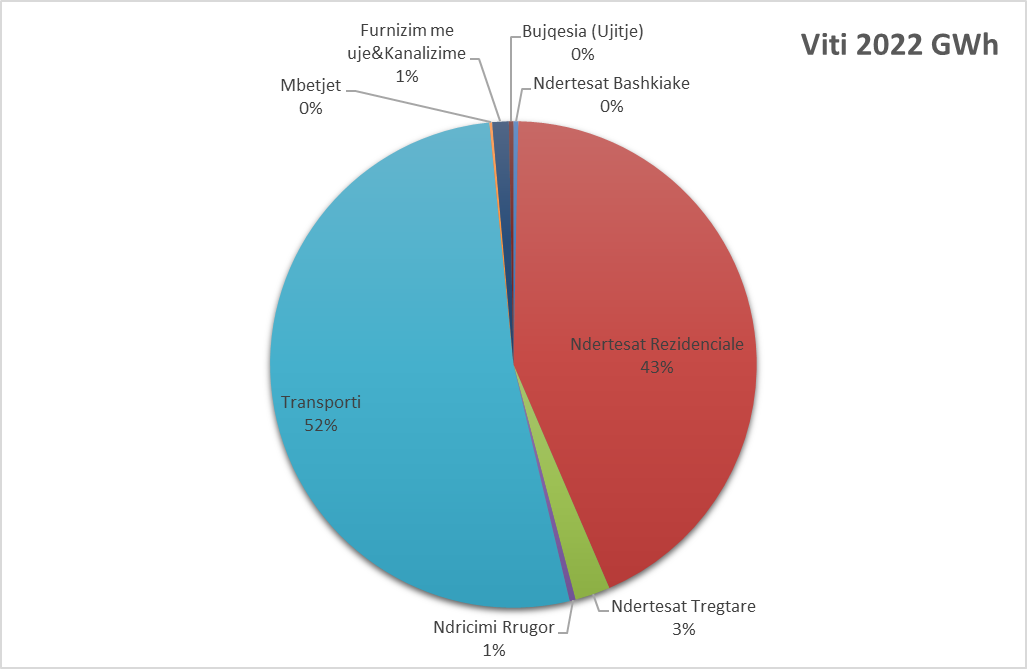 Viti 2022 GWh
Furnizim me
uje&Kanalizime
1%
Bujqesia (Ujitje)
0%
Mbetjet
0%
Ndertesat Bashkiake
0%
Ndertesat Rezidenciale
43%
Transporti
52%
Ndertesat Tregtare
3%
Ndricimi Rrugor
1%